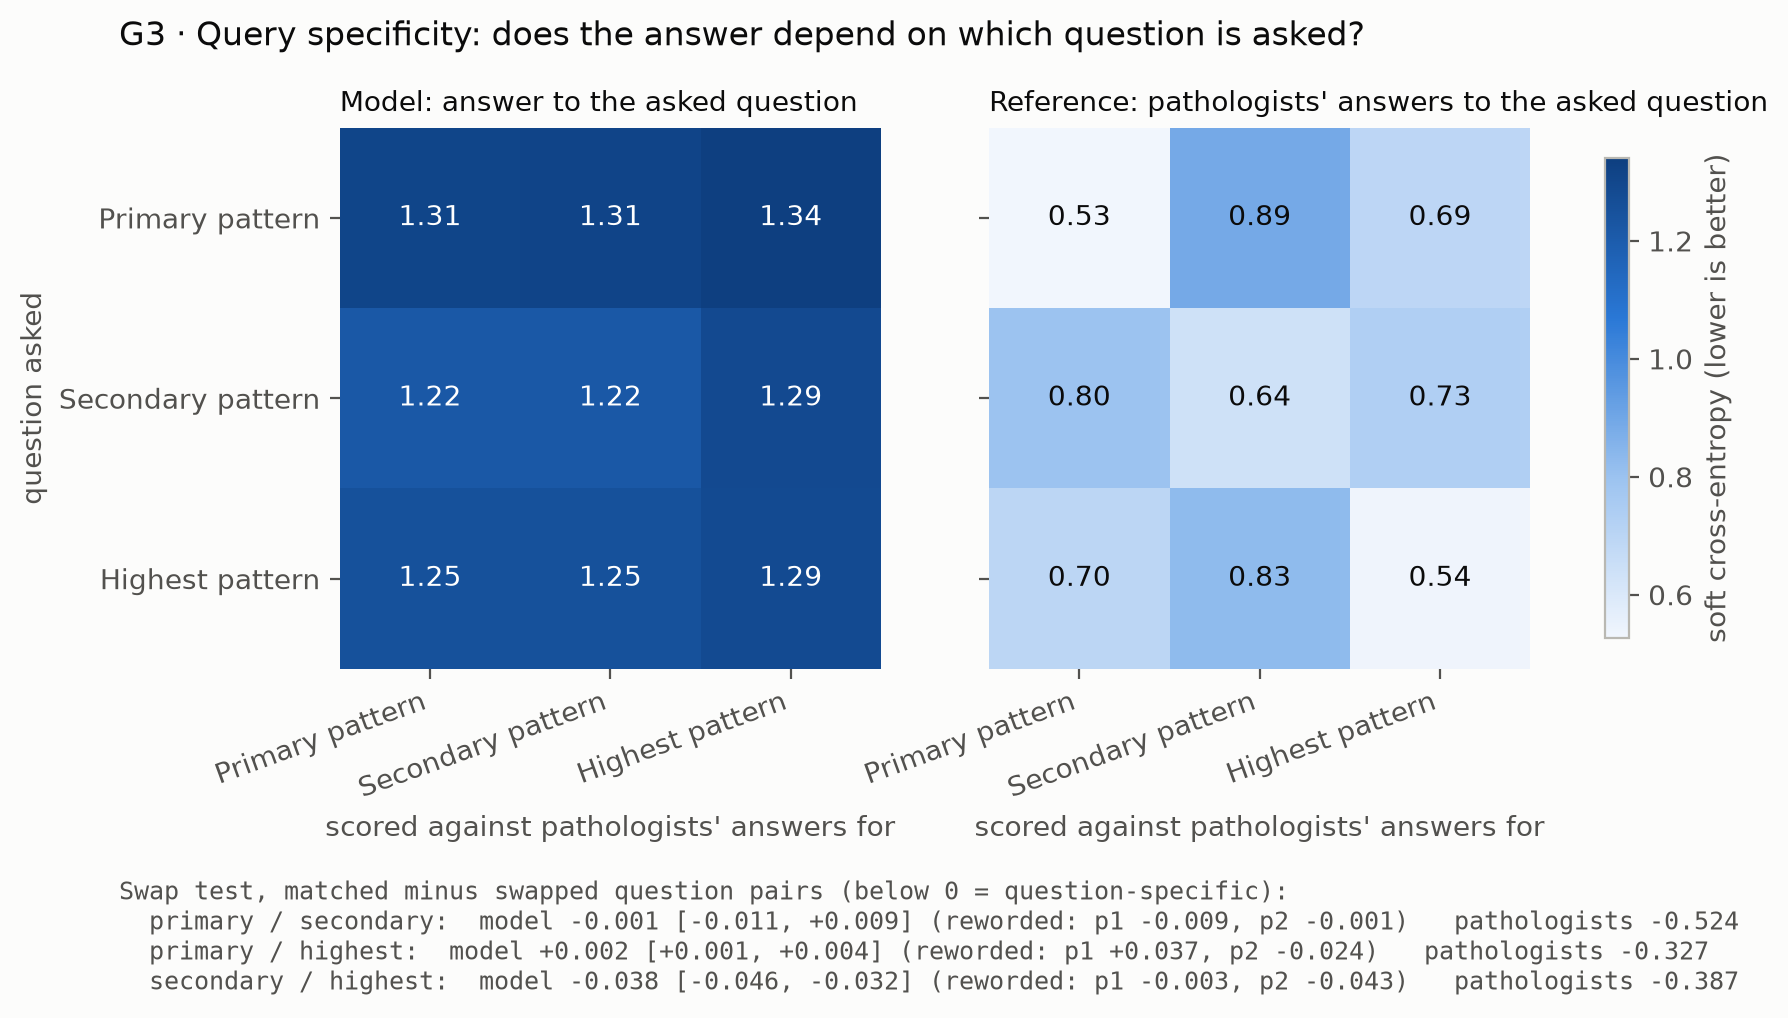 G3 · Query specificity: does the answer depend on which question is asked?
Model: answer to the asked question
Reference: pathologists' answers to the asked question
question asked
Primary pattern
1.31 1.31 1.34
0.53 0.89 0.69
Secondary pattern
1.22 1.22 1.29
0.80 0.64 0.73
Highest pattern
1.25 1.25 1.29
0.70 0.83 0.54
1.2
1.0
0.8
0.6
soft cross-entropy (lower is better)
Primary pattern
Secondary pattern
Highest pattern
Primary pattern
Secondary pattern
Highest pattern
scored against pathologists' answers for
scored against pathologists' answers for
Swap test, matched minus swapped question pairs (below 0 = question-specific):
primary / secondary: model -0.001 [-0.011, +0.009] (reworded: p1 -0.009, p2 -0.001) pathologists -0.524
primary / highest: model +0.002 [+0.001, +0.004] (reworded: p1 +0.037, p2 -0.024) pathologists -0.327
secondary / highest: model -0.038 [-0.046, -0.032] (reworded: p1 -0.003, p2 -0.043) pathologists -0.387